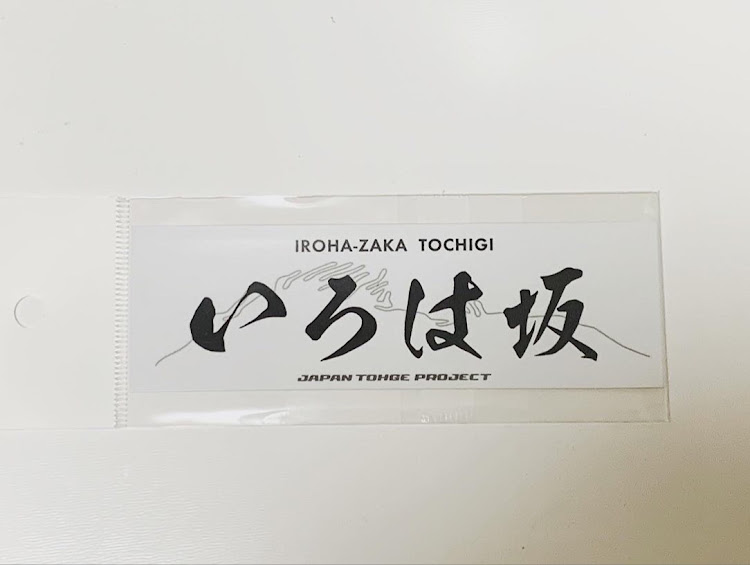 IROHA-ZAKA TOCHIGI
いろは坂
JAPAN TOHGE PROJECT